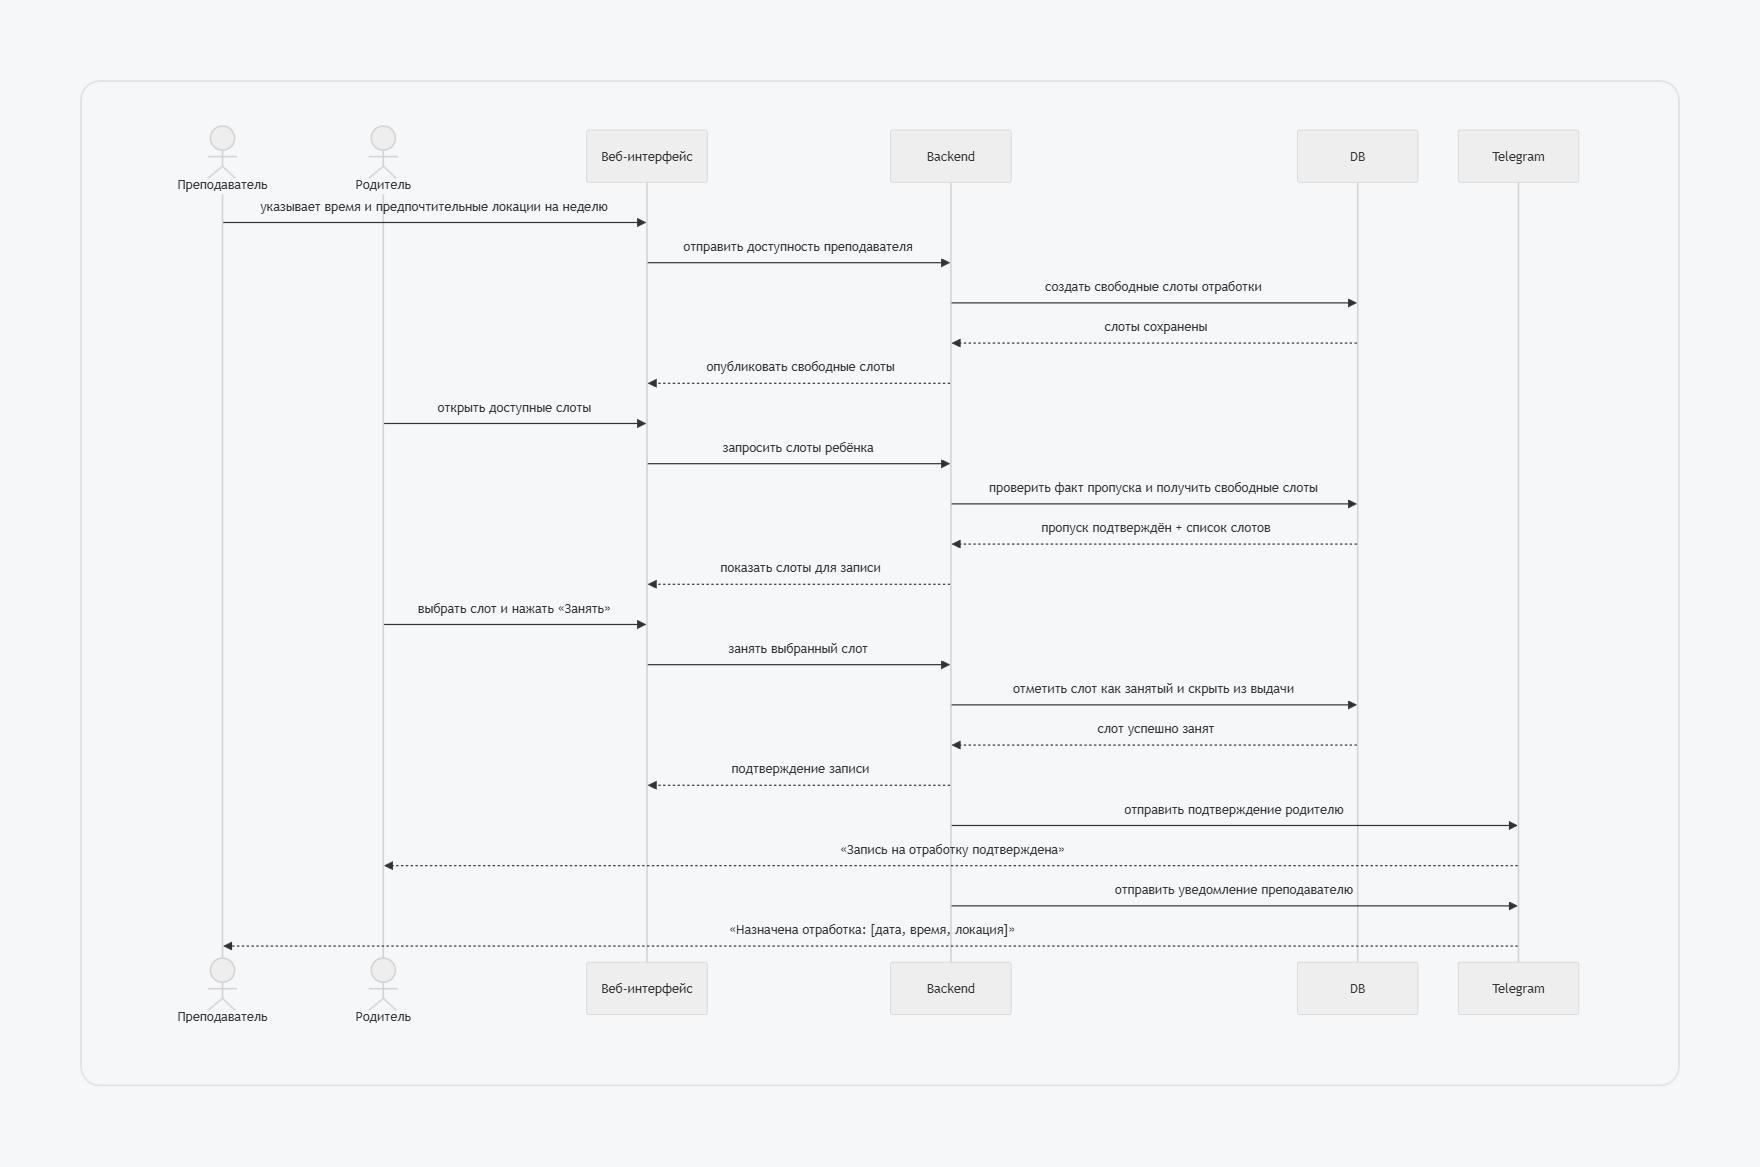 Преподаватель
Родитель
Веб-интерфейс
Backend
DB
Telegram
указывает время и предпочтительные локации на неделю
отправить доступность преподавателя
создать свободные слоты отработки
слоты сохранены
опубликовать свободные слоты
открыть доступные слоты
запросить слоты ребёнка
проверить факт пропуска и получить свободные слоты
пропуск подтверждён + список слотов
показать слоты для записи
выбрать слот и нажать «Занять»
занять выбранный слот
отметить слот как занятый и скрыть из выдачи
слот успешно занят
подтверждение записи
отправить подтверждение родителю
«Запись на отработку подтверждена»
отправить уведомление преподавателю
«Назначена отработка: [дата, время, локация]»
Преподаватель
Родитель
Веб-интерфейс
Backend
DB
Telegram